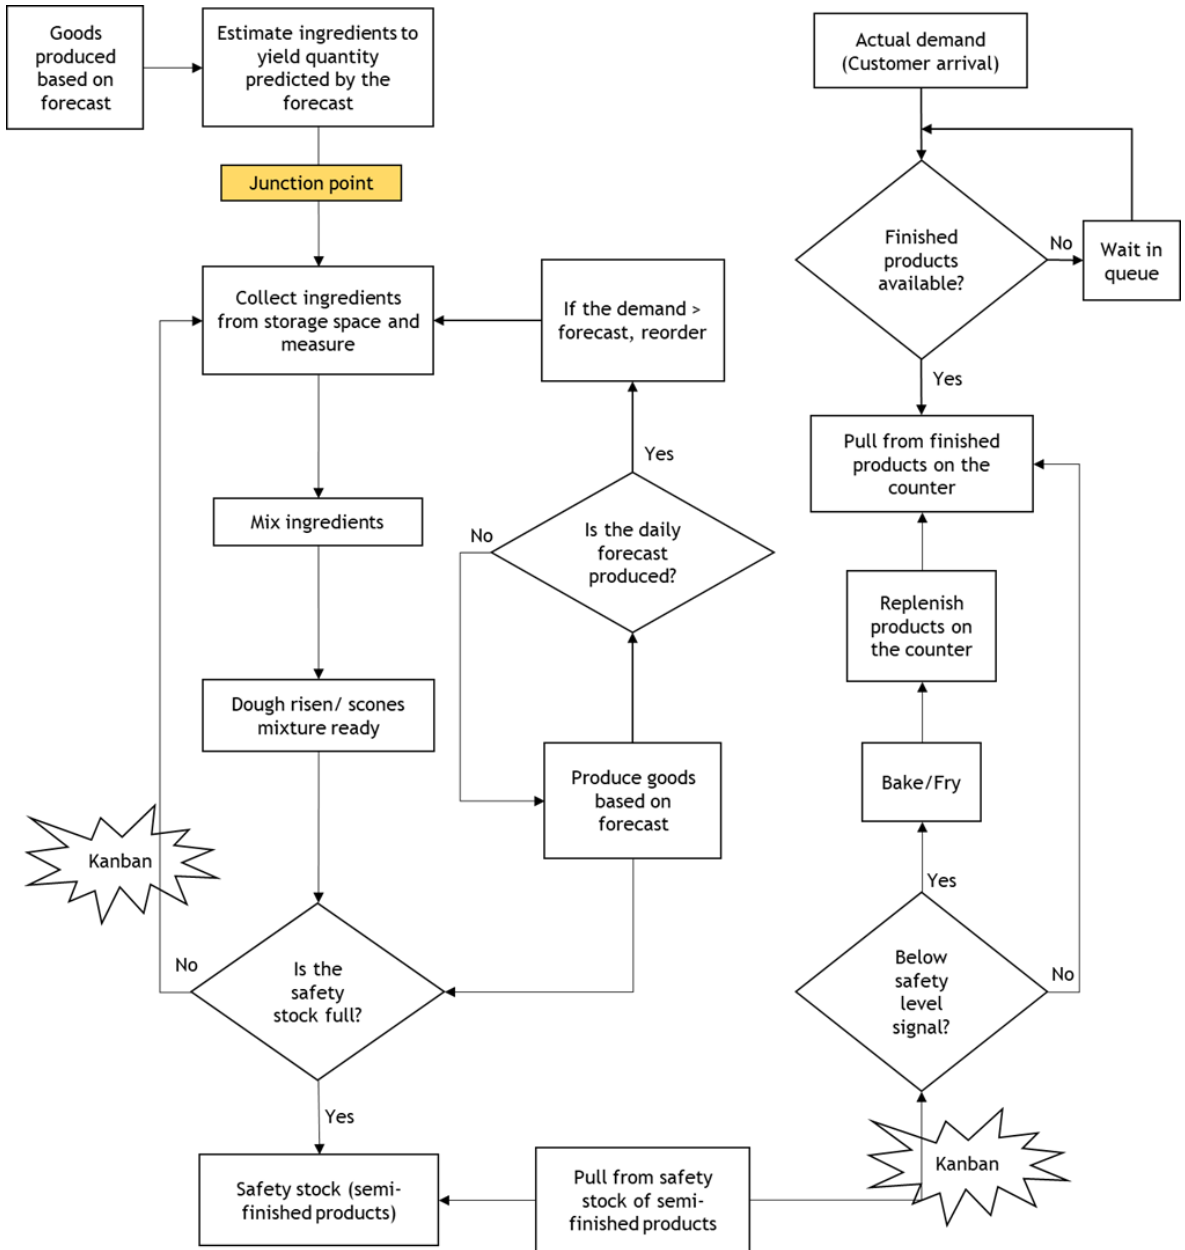 Goods
produced
based on
forecast
Estimate ingredients to
yield quantity
predicted by the
forecast
Junction point
Collect ingredients
from storage space and
measure
If the demand >
forecast, reorder
Mix ingredients
Yes
No
Is the daily
forecast
produced?
Dough risen/ scones
mixture ready
Produce goods
based on
forecast
Kanban
No
Is the
safety
stock full?
Yes
Safety stock (semi-
finished products)
Pull from safety
stock of semi-
finished products
Actual demand
(Customer arrival)
Finished
products
available?
No
Wait in
queue
Yes
Pull from finished
products on the
counter
Replenish
products on
the counter
Bake/Fry
Yes
Below
safety
level
signal?
No
Kanban